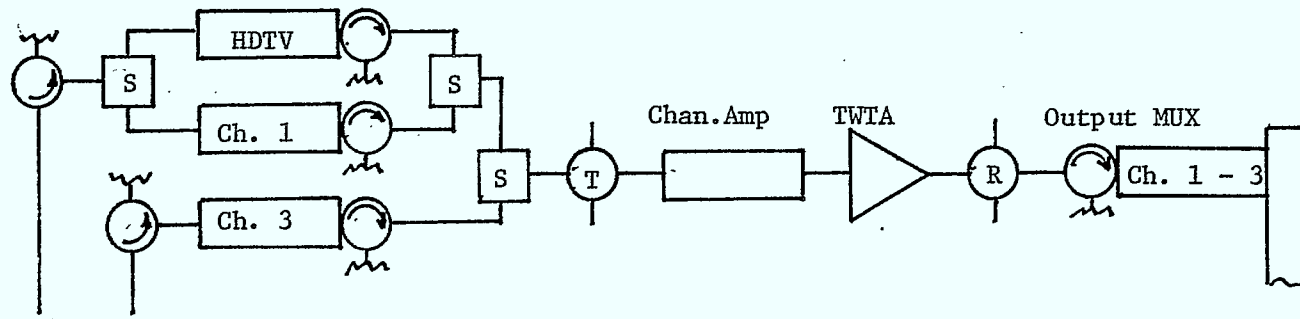 HDTV
S
S
Ch. 1
Chan.Amp
TWTA
Output MUX
S
T
R
Ch. 1 - 3
Ch. 3